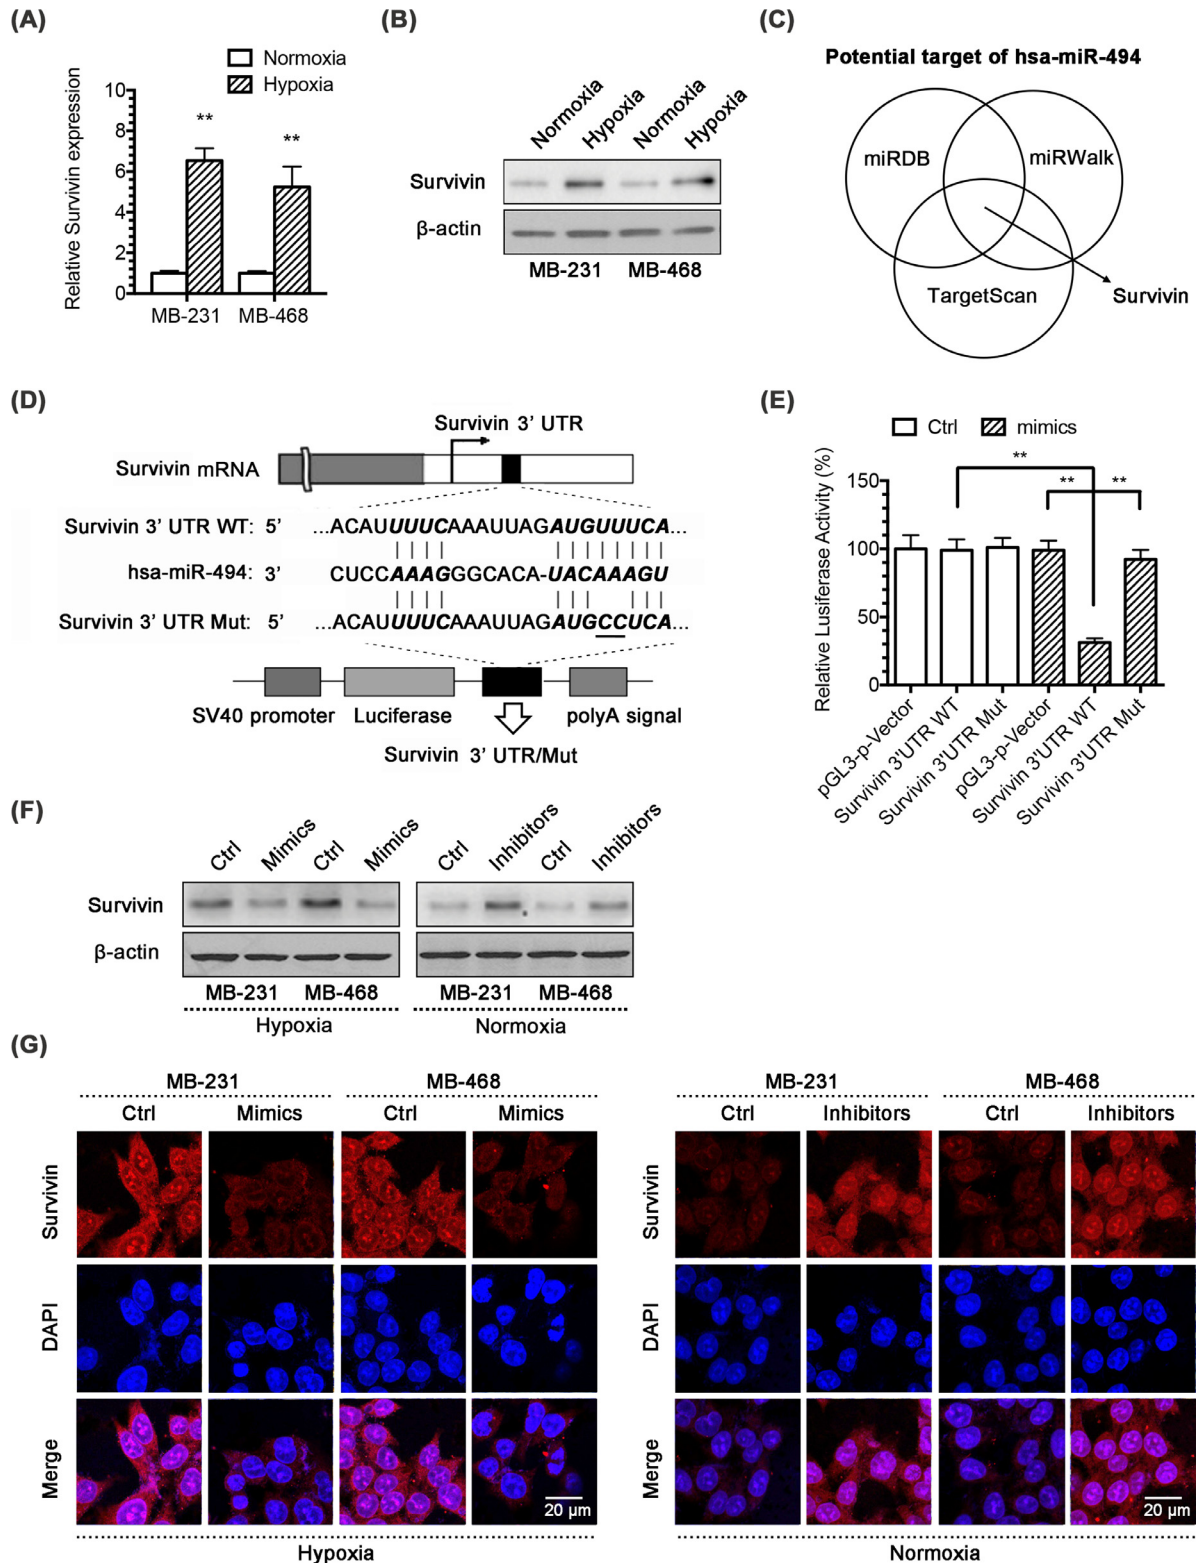 (A)
Normoxia
Hypoxia
Relative Survivin expression
10
8
6
4
2
0
**
**
MB-231 MB-468
(B)
Normoxia Hypoxia Normoxia Hypoxia
Survivin
β-actin
MB-231 MB-468
(C)
Potential target of hsa-miR-494
miRDB
miRWalk
TargetScan
Survivin
(D)
Survivin 3' UTR
Survivin mRNA
Survivin 3' UTR WT: 5' ...ACAUUUUCAAAUUAGAUGUUUCA...
hsa-miR-494: 3' CUCCAAAGGGCACA-UACAAAGU
Survivin 3' UTR Mut: 5' ...ACAUUUUCAAAUUAGAUGCCUCA...
SV40 promoter Luciferase polyA signal
Survivin 3' UTR/Mut
(E)
Ctrl mimics
Relative Lusiferase Activity (%)
150
100
50
0
**
** **
pGL3-p-Vector
Survivin 3'UTR WT
Survivin 3'UTR Mut
pGL3-p-Vector
Survivin 3'UTR WT
Survivin 3'UTR Mut
(F)
Ctrl Mimics Ctrl Mimics Ctrl Inhibitors Ctrl Inhibitors
Survivin
β-actin
MB-231 MB-468 MB-231 MB-468
Hypoxia Normoxia
(G)
MB-231 MB-468 MB-231 MB-468
Ctrl Mimics Ctrl Mimics Ctrl Inhibitors Ctrl Inhibitors
Survivin Survivin
DAPI DAPI
Merge Merge
20 μm 20 μm
Hypoxia Normoxia